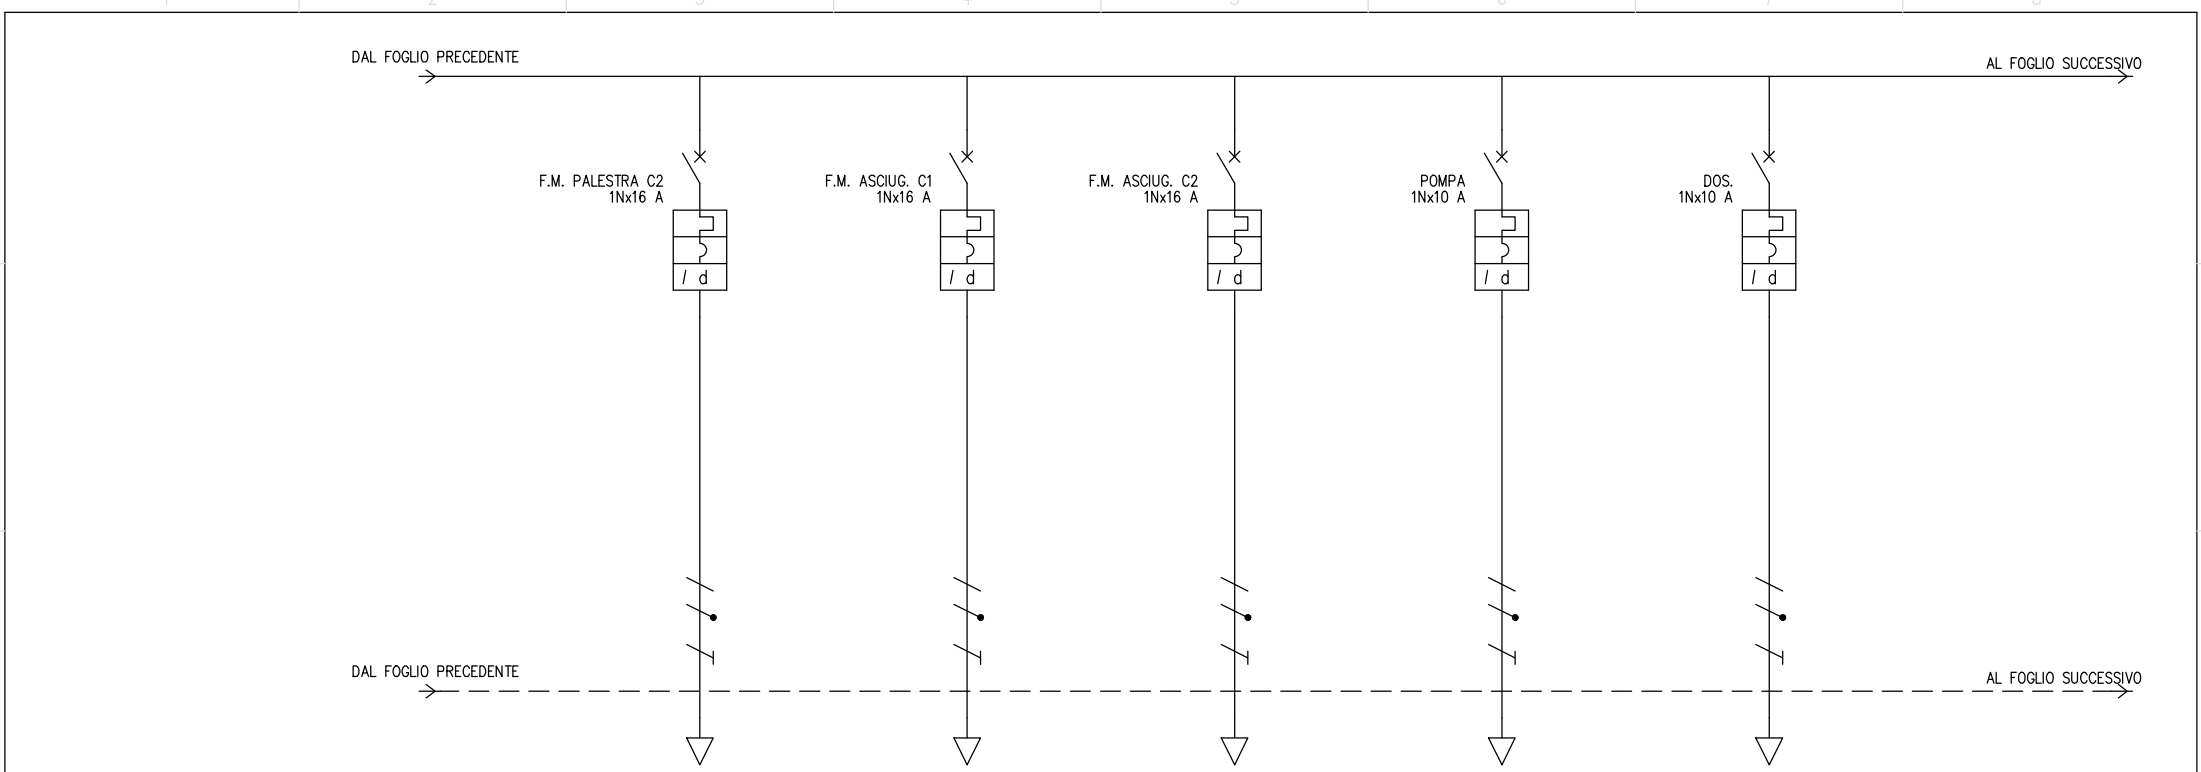 DAL FOGLIO PRECEDENTE
AL FOGLIO SUCCESSIVO
F.M. PALESTRA C2
1Nx16 A
F.M. ASCIUG. C1
1Nx16 A
F.M. ASCIUG. C2
1Nx16 A
POMPA
1Nx10 A
DOS.
1Nx10 A
I d
I d
I d
I d
I d
DAL FOGLIO PRECEDENTE
AL FOGLIO SUCCESSIVO